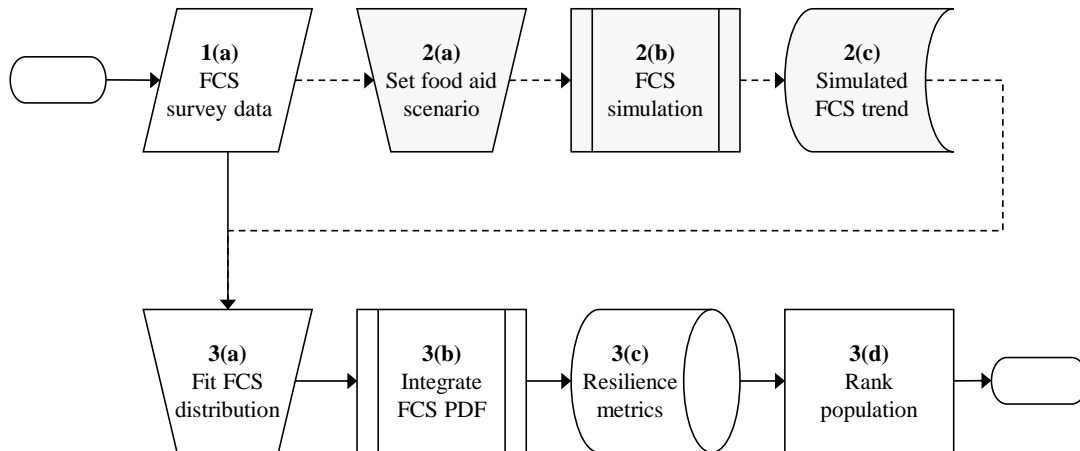 1(a)
FCS
survey data
2(a)
Set food aid
scenario
2(b)
FCS
simulation
2(c)
Simulated
FCS trend
3(a)
Fit FCS
distribution
3(b)
Integrate
FCS PDF
3(c)
Resilience
metrics
3(d)
Rank
population